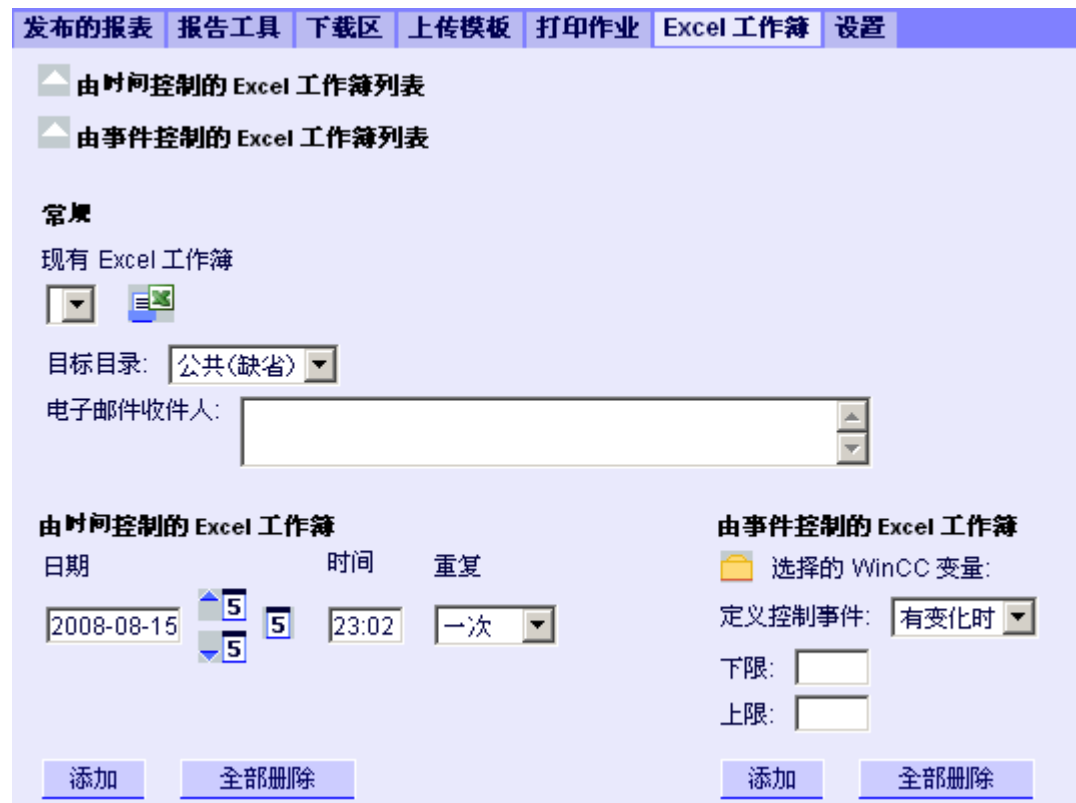 发布的报表 报告工具 下载区 上传模板 打印作业 Excel 工作簿 设置
由时间控制的 Excel 工作簿列表
由事件控制的 Excel 工作簿列表
常规
现有 Excel 工作簿
目标目录: 公共(缺省)
电子邮件收件人:
由时间控制的 Excel 工作簿 由事件控制的 Excel 工作簿
日期 时间 重复 选择的 WinCC 变量:
2008-08-15 5 5 5 23:02 一次 定义控制事件: 有变化时
下限:
上限:
添加 全部删除 添加 全部删除